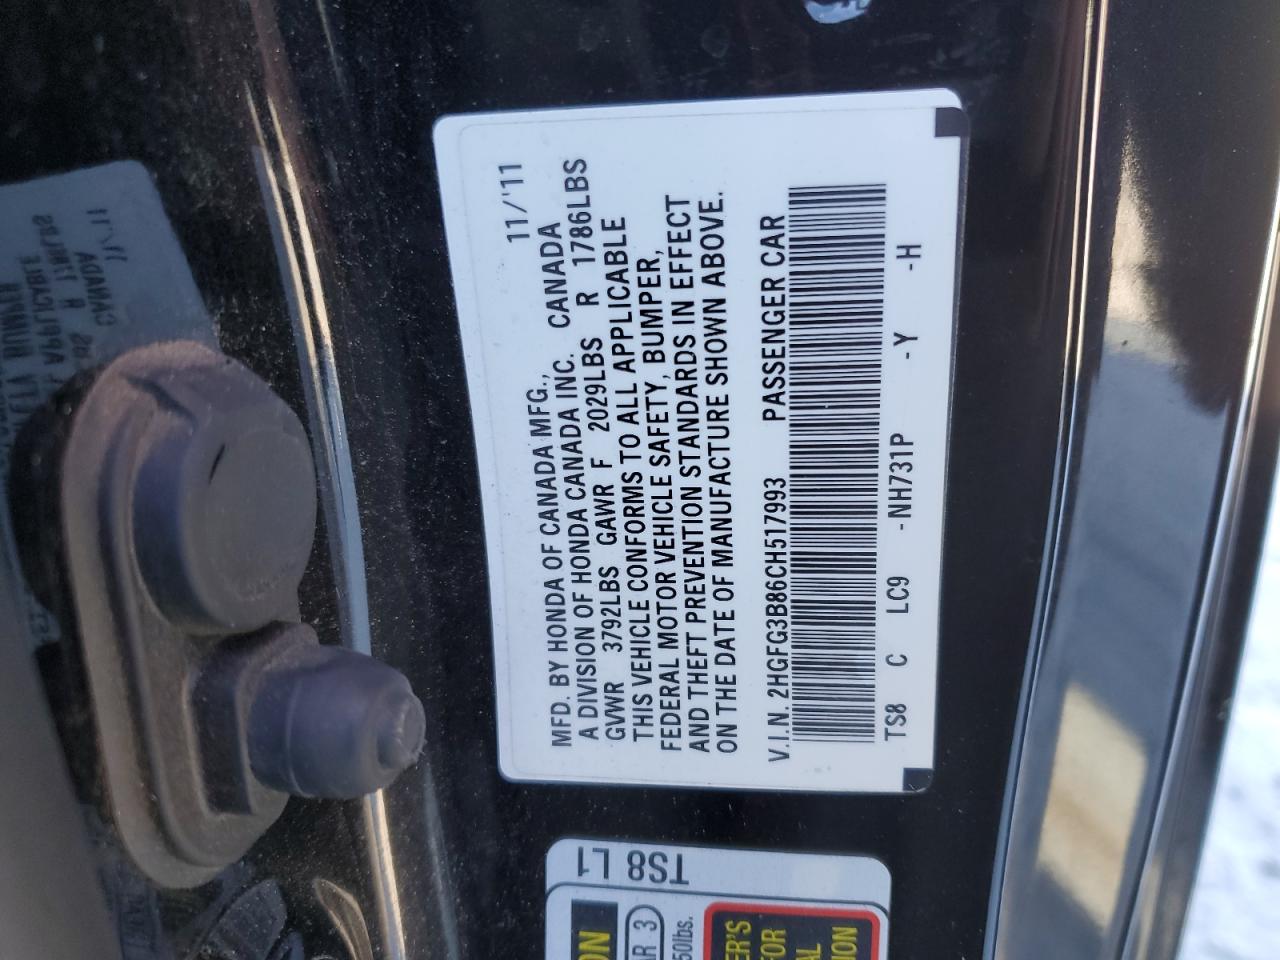 11/'11
MFD. BY HONDA OF CANADA MFG., CANADA
A DIVISION OF HONDA CANADA INC.
GVWR 3792LBS GAWR F 2029LBS R 1786LBS
THIS VEHICLE CONFORMS TO ALL APPLICABLE
FEDERAL MOTOR VEHICLE SAFETY, BUMPER,
AND THEFT PREVENTION STANDARDS IN EFFECT
ON THE DATE OF MANUFACTURE SHOWN ABOVE.
V.I.N. 2HGFG3B86CH517993 PASSENGER CAR
TS8 C LC9 -NH731P -Y -H
TS8 L1